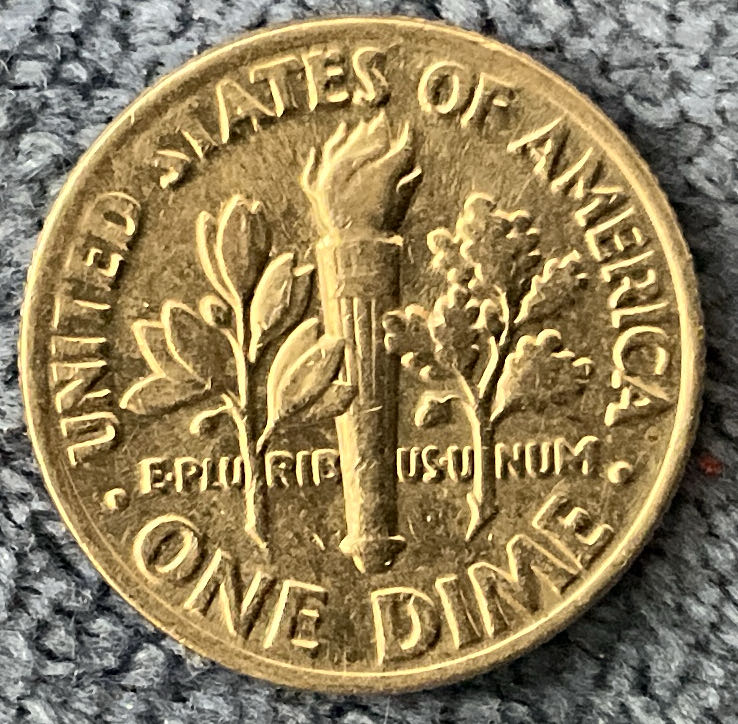 UNITED STATES OF AMERICA
E·PLURIBUS UNUM
· ONE DIME ·